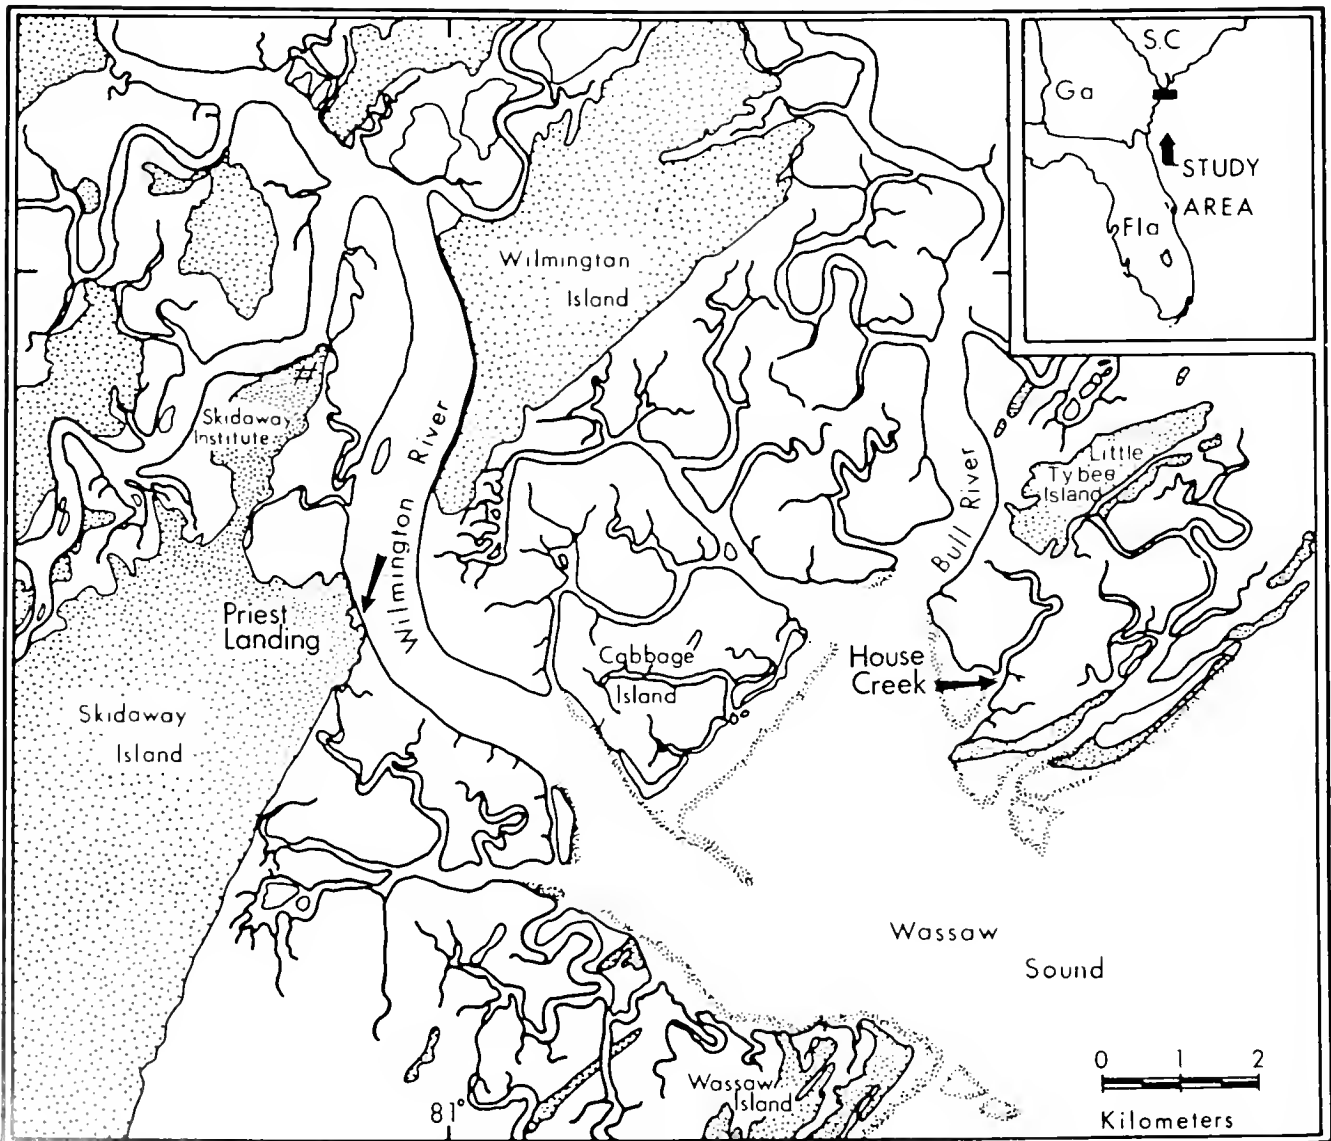 S.C
Ga
STUDY
AREA
Fla
Wilmington
Island
Skidaway
Institute
Wilmington River
Bull River
Little
Tybee
Island
Priest
Landing
Cabbage
Island
House
Creek
Skidaway
Island
Wassaw
Sound
Wassaw
Island
81°
0 1 2
Kilometers